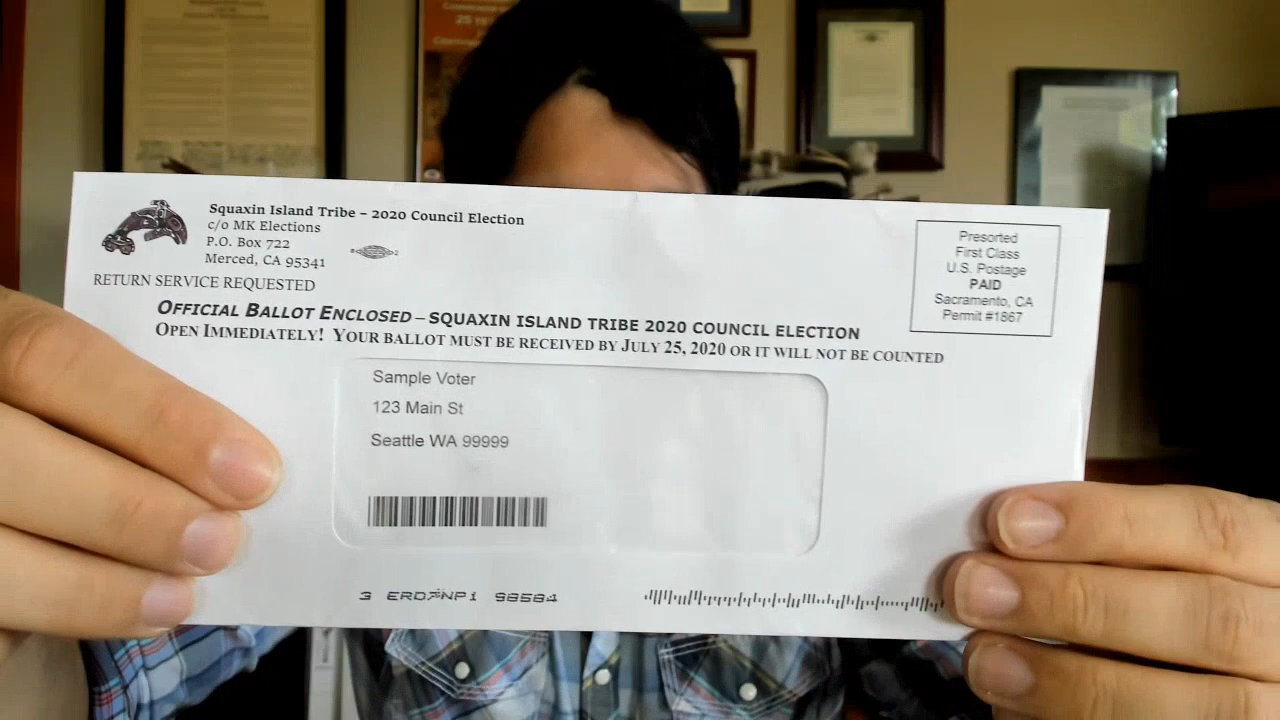 Squaxin Island Tribe – 2020 Council Election
c/o MK Elections
P.O. Box 722
Merced, CA 95341
RETURN SERVICE REQUESTED
Presorted
First Class
U.S. Postage
PAID
Sacramento, CA
Permit #1867
OFFICIAL BALLOT ENCLOSED – SQUAXIN ISLAND TRIBE 2020 COUNCIL ELECTION
OPEN IMMEDIATELY! YOUR BALLOT MUST BE RECEIVED BY JULY 25, 2020 OR IT WILL NOT BE COUNTED
Sample Voter
123 Main St
Seattle WA 99999
3 98584